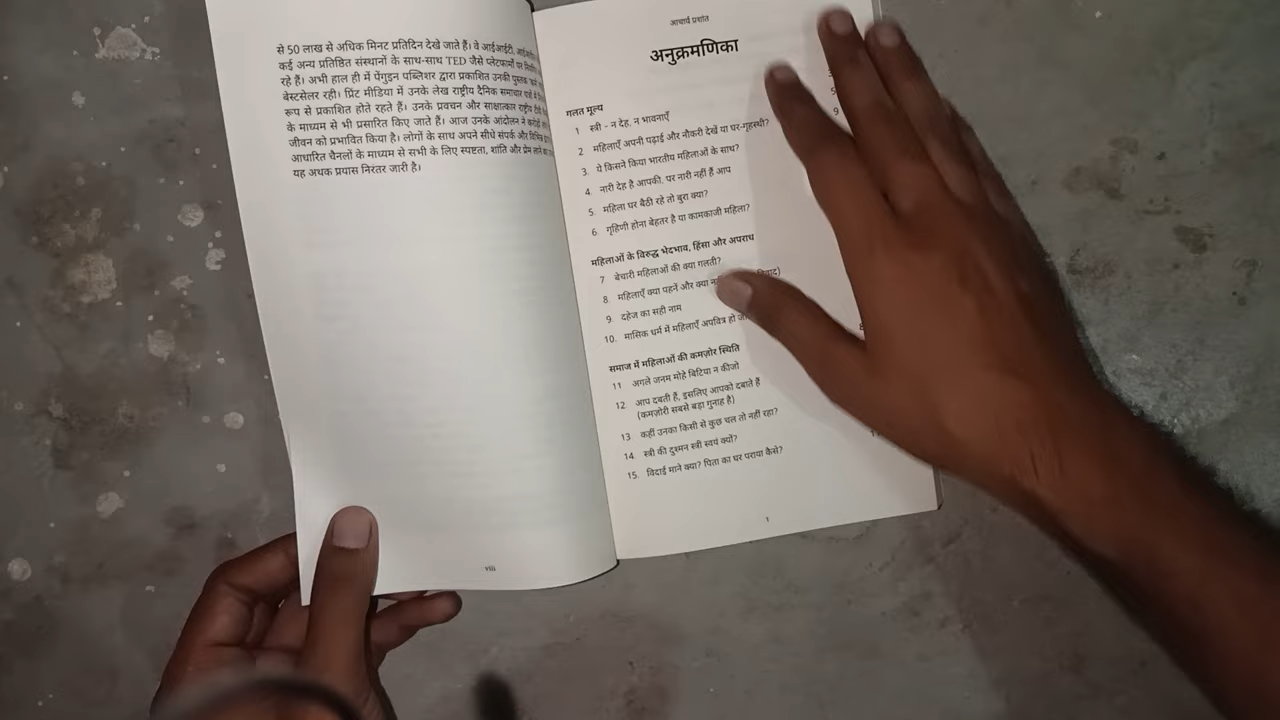 से 50 लाख से अधिक मिनट प्रतिदिन देखे जाते हैं। वे आईआईटी,
कई अन्य प्रतिष्ठित संस्थानों के साथ-साथ TED जैसे प्लेटफार्मों पर
रहे हैं। अभी हाल ही में पेंगुइन पब्लिशर द्वारा प्रकाशित उनकी पुस्तक
बेस्टसेलर रही। प्रिंट मीडिया में उनके लेख राष्ट्रीय दैनिक समाचार
रूप से प्रकाशित होते रहते हैं। उनके प्रवचन और साक्षात्कार राष्ट्रीय
के माध्यम से भी प्रसारित किए जाते हैं। आज उनके आंदोलन ने
जीवन को प्रभावित किया है। लोगों के साथ अपने सीधे संपर्क और
आधारित चैनलों के माध्यम से सभी के लिए स्पष्टता, शांति और प्रेम लाने
यह अथक प्रयास निरंतर जारी है।
viii
आचार्य प्रशांत
अनुक्रमणिका
गलत मूल्य
1 स्त्री - न देह, न भावनाएँ
2 महिलाएँ अपनी पढ़ाई और नौकरी देखें या घर-गृहस्थी?
3. ये किसने किया भारतीय महिलाओं के साथ?
4. नारी देह है आपकी, पर नारी नहीं हैं आप
5. महिला घर बैठी रहे तो बुरा क्या?
6. गृहिणी होना बेहतर है या कामकाजी महिला?
9
महिलाओं के विरुद्ध भेदभाव, हिंसा और अपराध
7 बेचारी महिलाओं की क्या गलती?
8. महिलाएँ क्या पहनें और क्या
9. दहेज का सही नाम
10. मासिक धर्म में महिलाएँ अपवित्र हो
समाज में महिलाओं की कमज़ोर स्थिति
11 अगले जनम मोहे बिटिया न कीजो
12. आप दबती हैं, इसलिए आपको दबाते हैं
(कमज़ोरी सबसे बड़ा गुनाह है)
13. कहीं उनका किसी से कुछ चल तो नहीं रहा?
14. स्त्री की दुश्मन स्त्री स्वयं क्यों?
15. विदाई माने क्या? पिता का घर पराया कैसे?
1